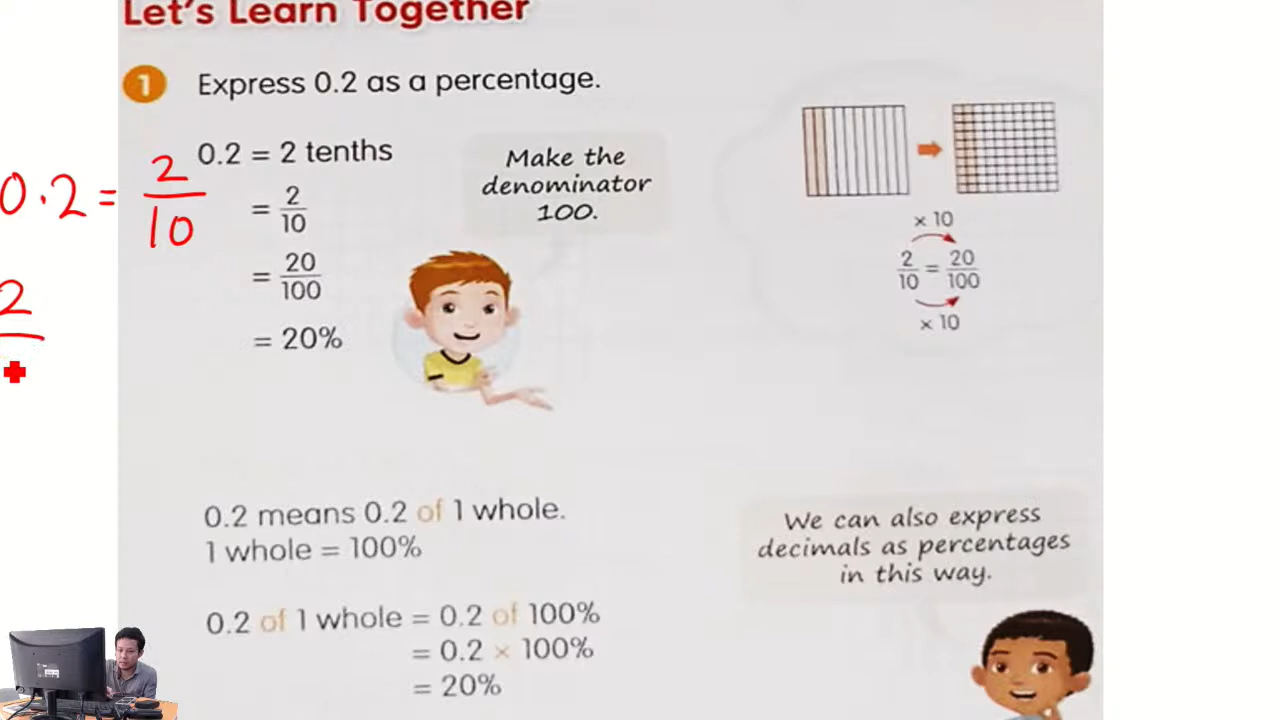 Let's Learn Together
1 Express 0.2 as a percentage.
0.2 = 2 tenths
= 2/10
= 20/100
= 20%
Make the
denominator
100.
× 10
2/10 = 20/100
× 10
0.2 = 2/10
2
0.2 means 0.2 of 1 whole.
1 whole = 100%
We can also express
decimals as percentages
in this way.
0.2 of 1 whole = 0.2 of 100%
= 0.2 × 100%
= 20%